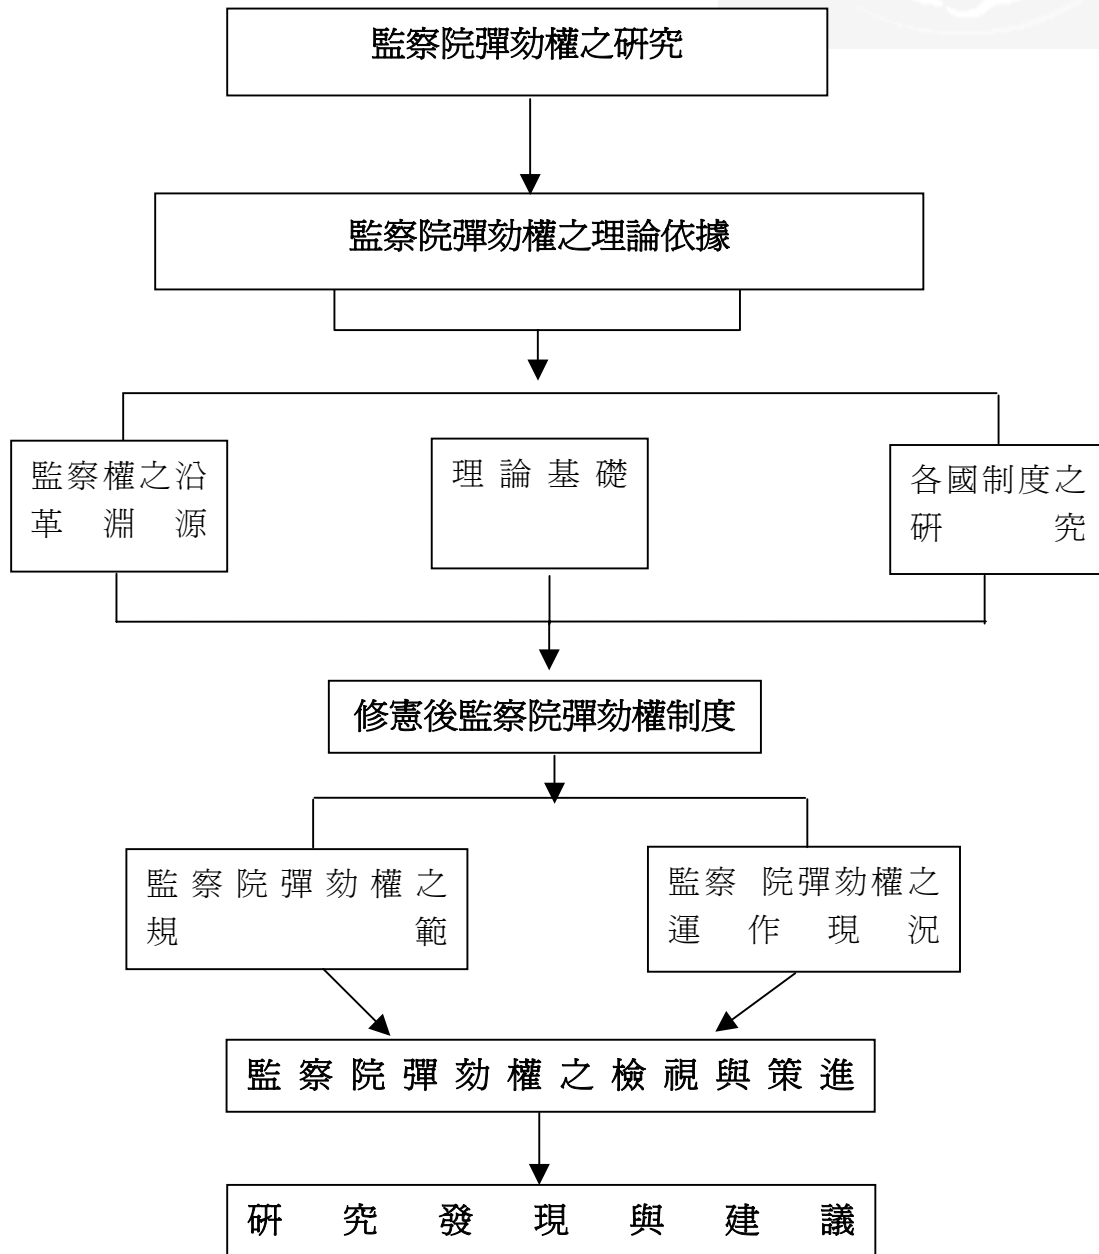 監察院彈劾權之研究
監察院彈劾權之理論依據
監察權之沿
革淵源
理論基礎
各國制度之
研究
修憲後監察院彈劾權制度
監察院彈劾權之
規範
監察 院彈劾權之
運作現況
監察院彈劾權之檢視與策進
研究發現與建議